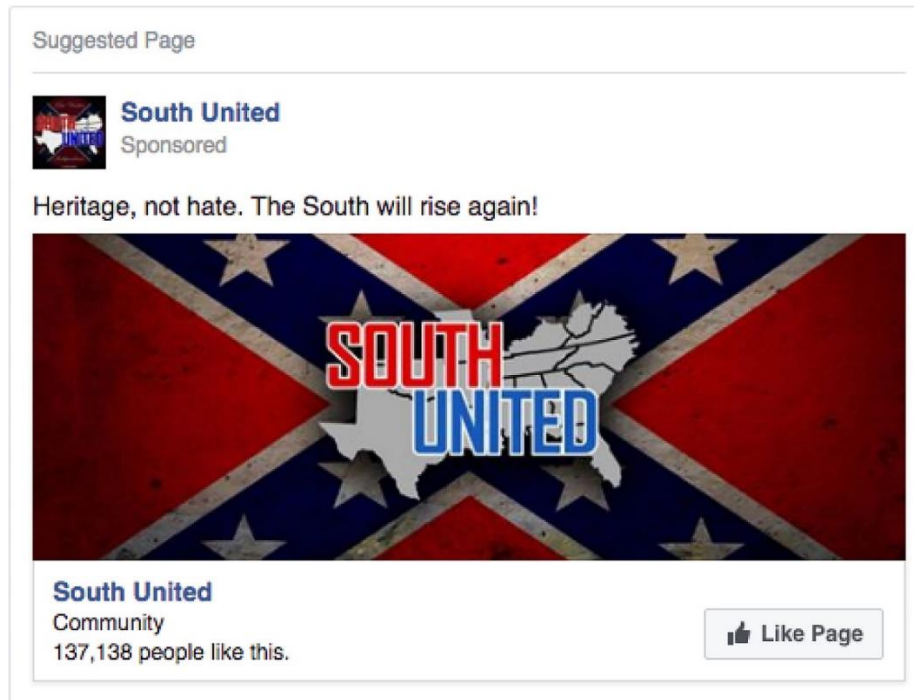 Suggested Page
South United
Sponsored
Heritage, not hate. The South will rise again!
SOUTH
UNITED
South United
Community
137,138 people like this.
Like Page